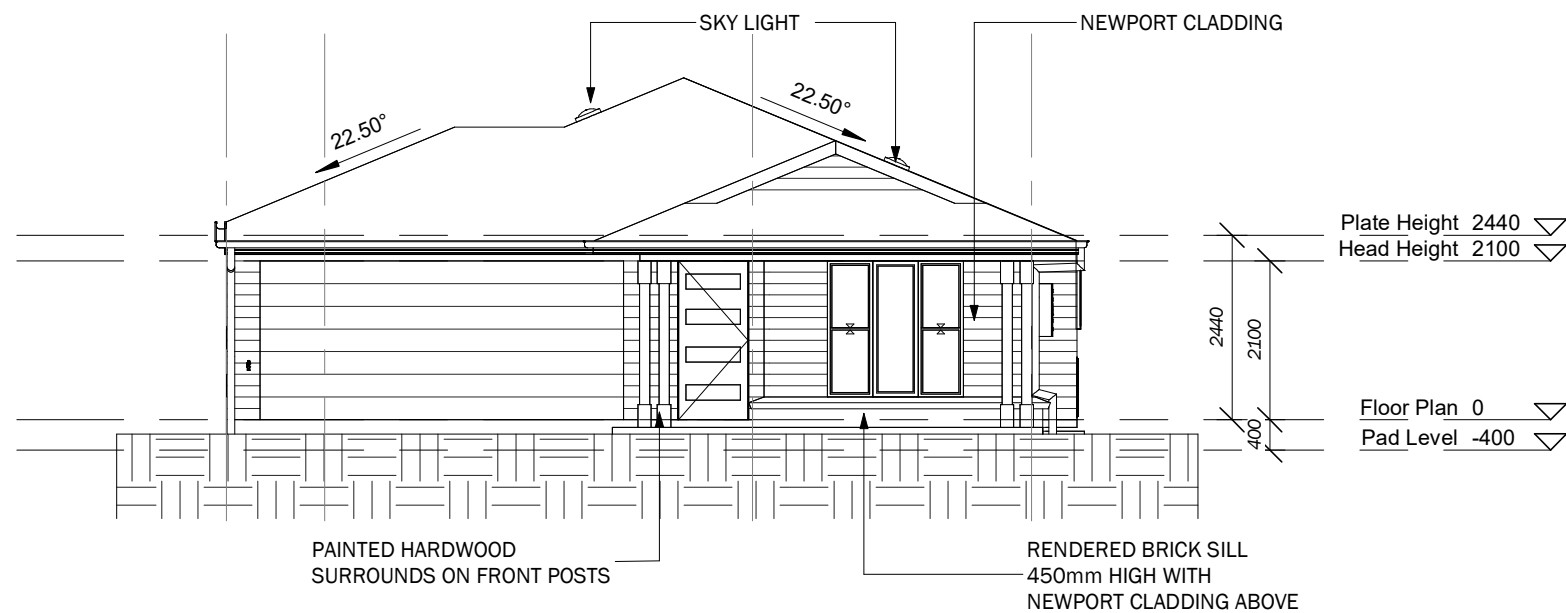 SKY LIGHT
NEWPORT CLADDING
22.50°
22.50°
Plate Height 2440
Head Height 2100
2440
2100
Floor Plan 0
400
Pad Level -400
PAINTED HARDWOOD
SURROUNDS ON FRONT POSTS
RENDERED BRICK SILL
450mm HIGH WITH
NEWPORT CLADDING ABOVE